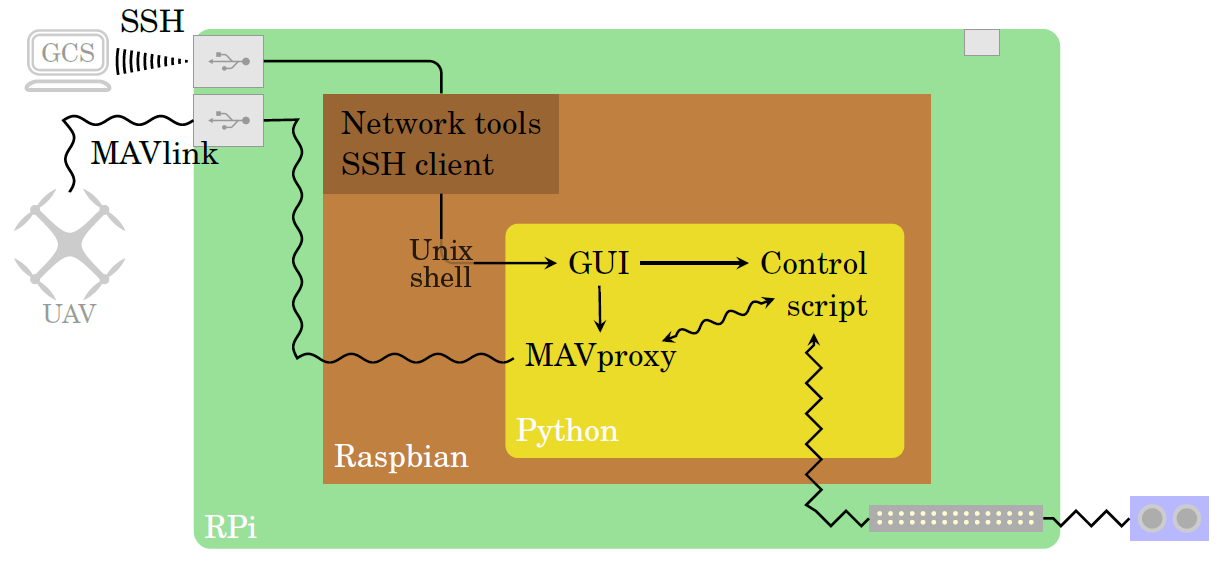 SSH
GCS
MAVlink
UAV
Network tools
SSH client
Unix
shell
GUI
Control
script
MAVproxy
Python
Raspbian
RPi